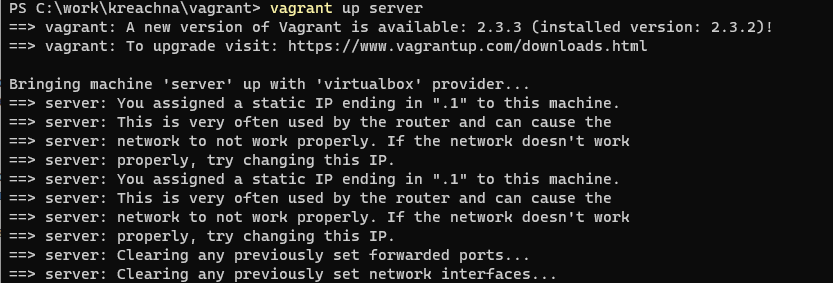 PS C:\work\kreachna\vagrant> vagrant up server
==> vagrant: A new version of Vagrant is available: 2.3.3 (installed version: 2.3.2)!
==> vagrant: To upgrade visit: https://www.vagrantup.com/downloads.html
Bringing machine 'server' up with 'virtualbox' provider...
==> server: You assigned a static IP ending in ".1" to this machine.
==> server: This is very often used by the router and can cause the
==> server: network to not work properly. If the network doesn't work
==> server: properly, try changing this IP.
==> server: You assigned a static IP ending in ".1" to this machine.
==> server: This is very often used by the router and can cause the
==> server: network to not work properly. If the network doesn't work
==> server: properly, try changing this IP.
==> server: Clearing any previously set forwarded ports...
==> server: Clearing any previously set network interfaces...